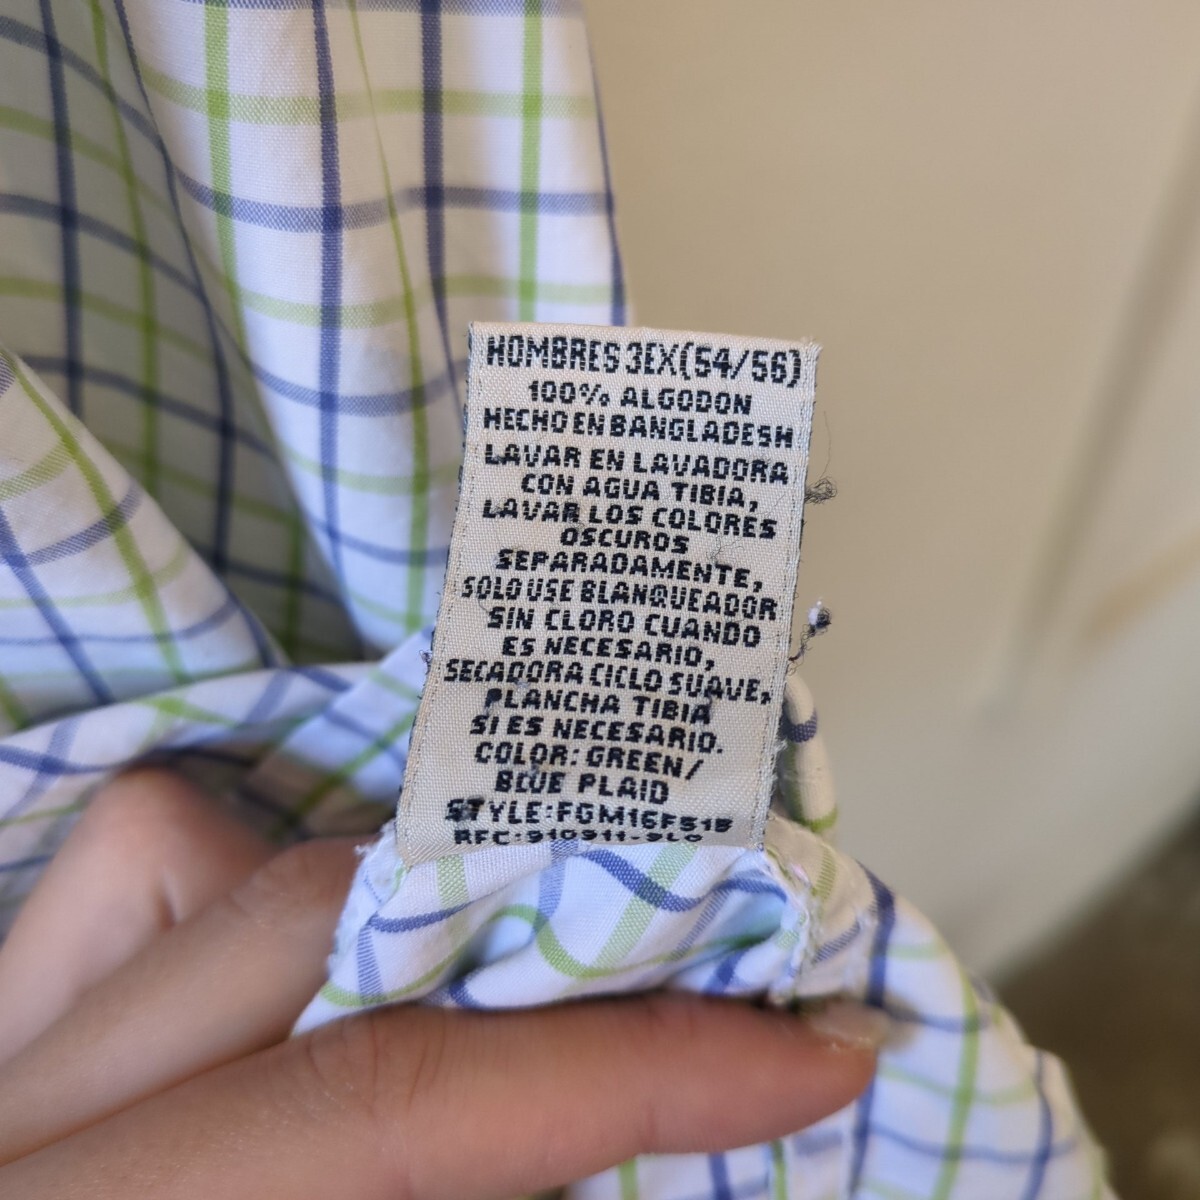 HOMBRES 3EX(54/56)
100% ALGODON
HECHO EN BANGLADESH
LAVAR EN LAVADORA
CON AGUA TIBIA,
LAVAR LOS COLORES
OSCUROS
SEPARADAMENTE,
SOLO USE BLANQUEADOR
SIN CLORO CUANDO
ES NECESARIO,
SECADORA CICLO SUAVE,
PLANCHA TIBIA
SI ES NECESARIO.
COLOR: GREEN/
BLUE PLAID
STYLE:FGM16F51B